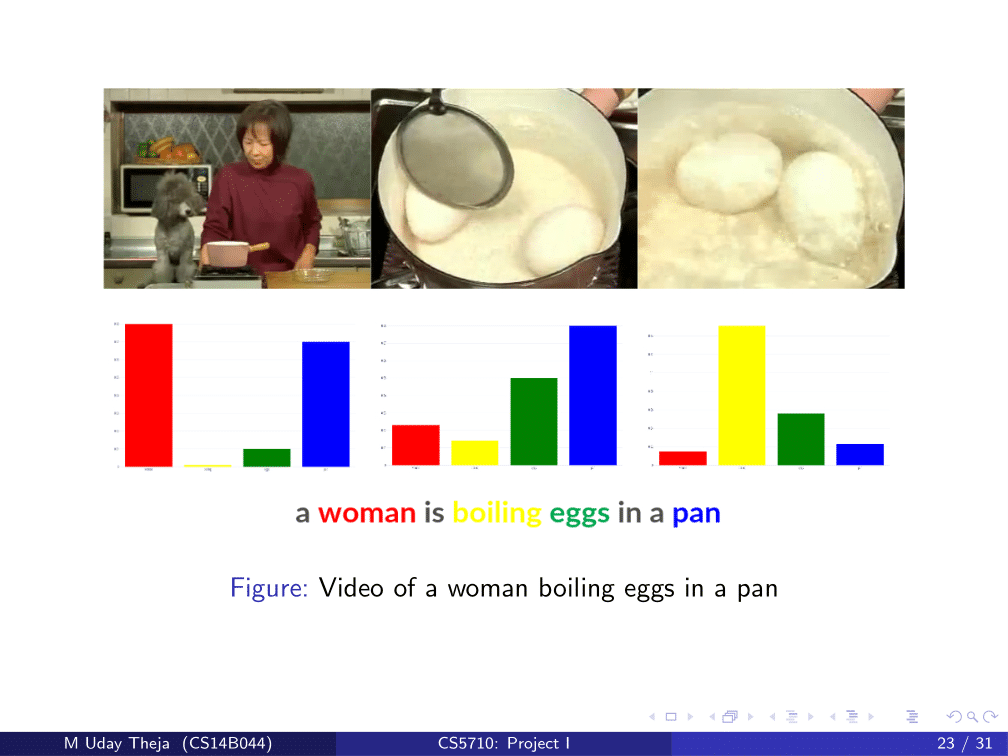 a woman is boiling eggs in a pan
Figure: Video of a woman boiling eggs in a pan
M Uday Theja (CS14B044)
CS5710: Project I
23 / 31